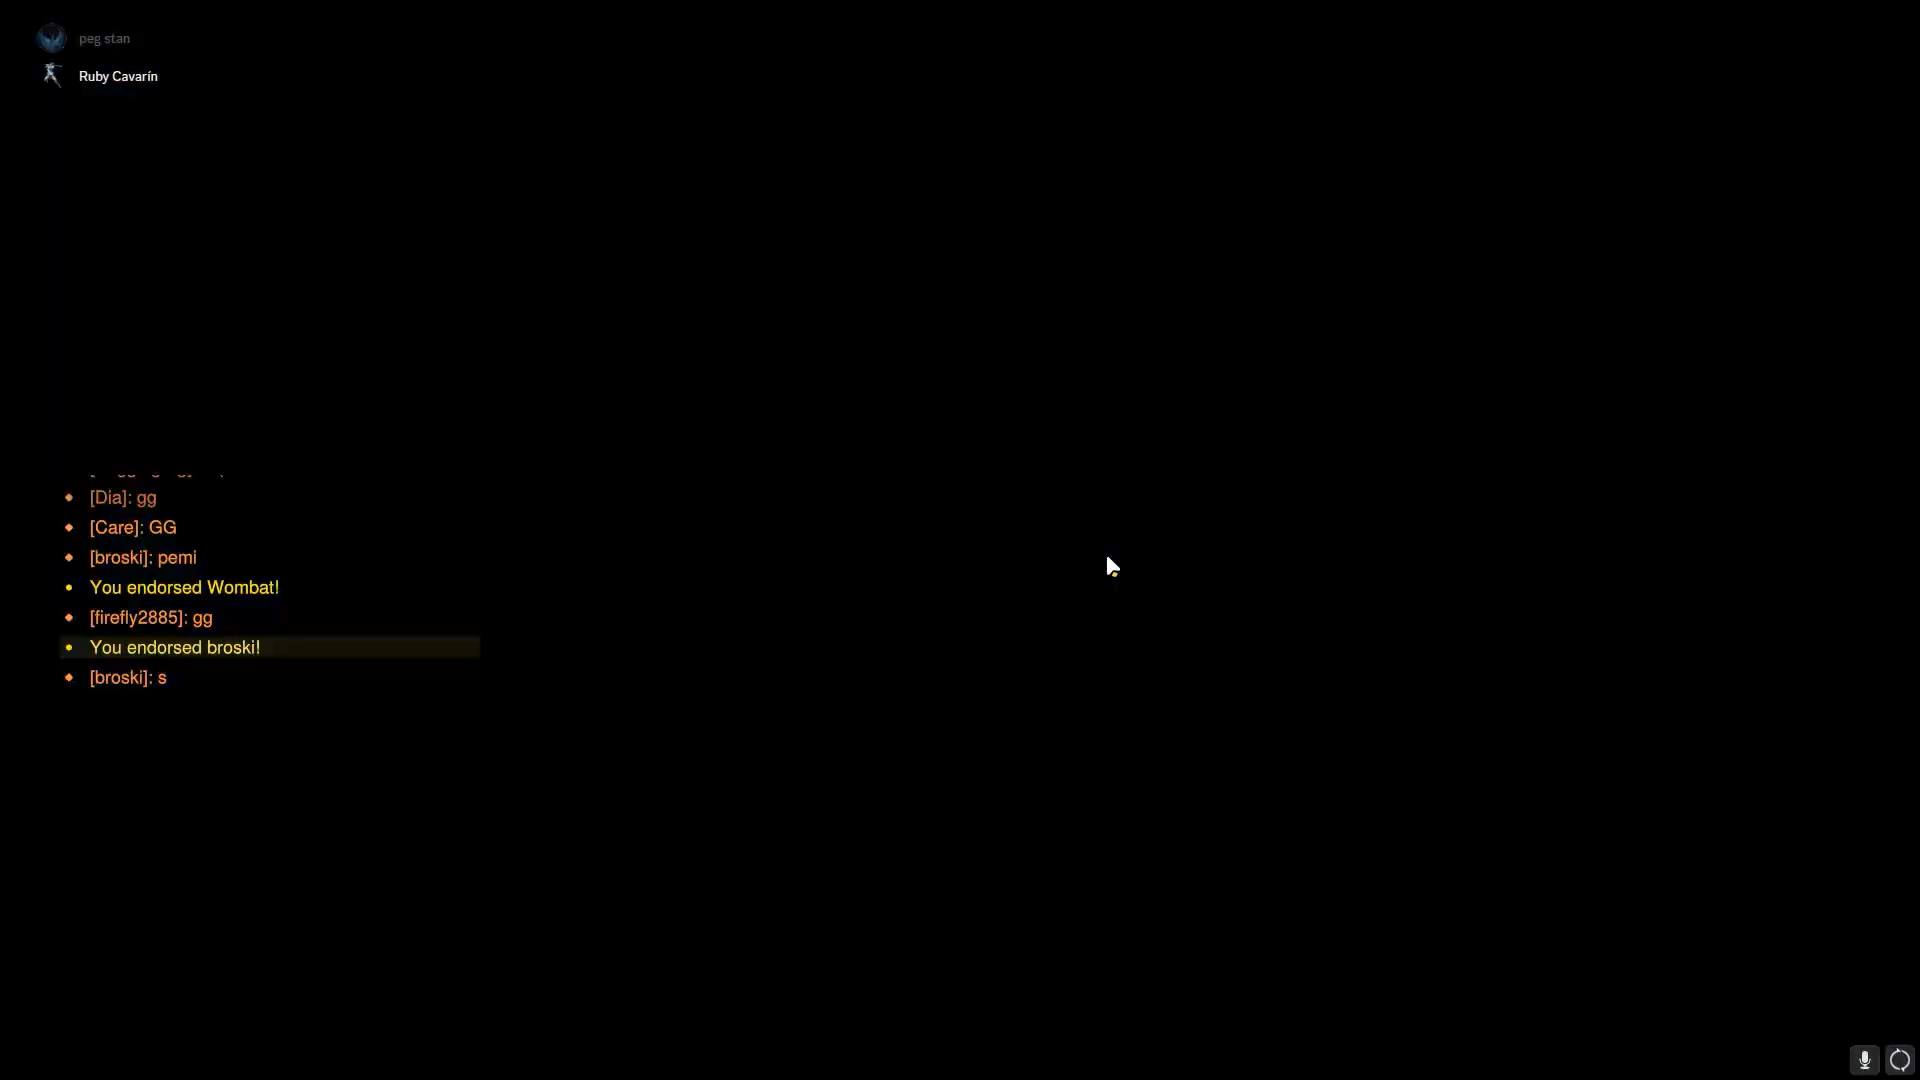 peg stan
Ruby Cavarín
[Dia]: gg
[Care]: GG
[broski]: pemi
You endorsed Wombat!
[firefly2885]: gg
You endorsed broski!
[broski]: s